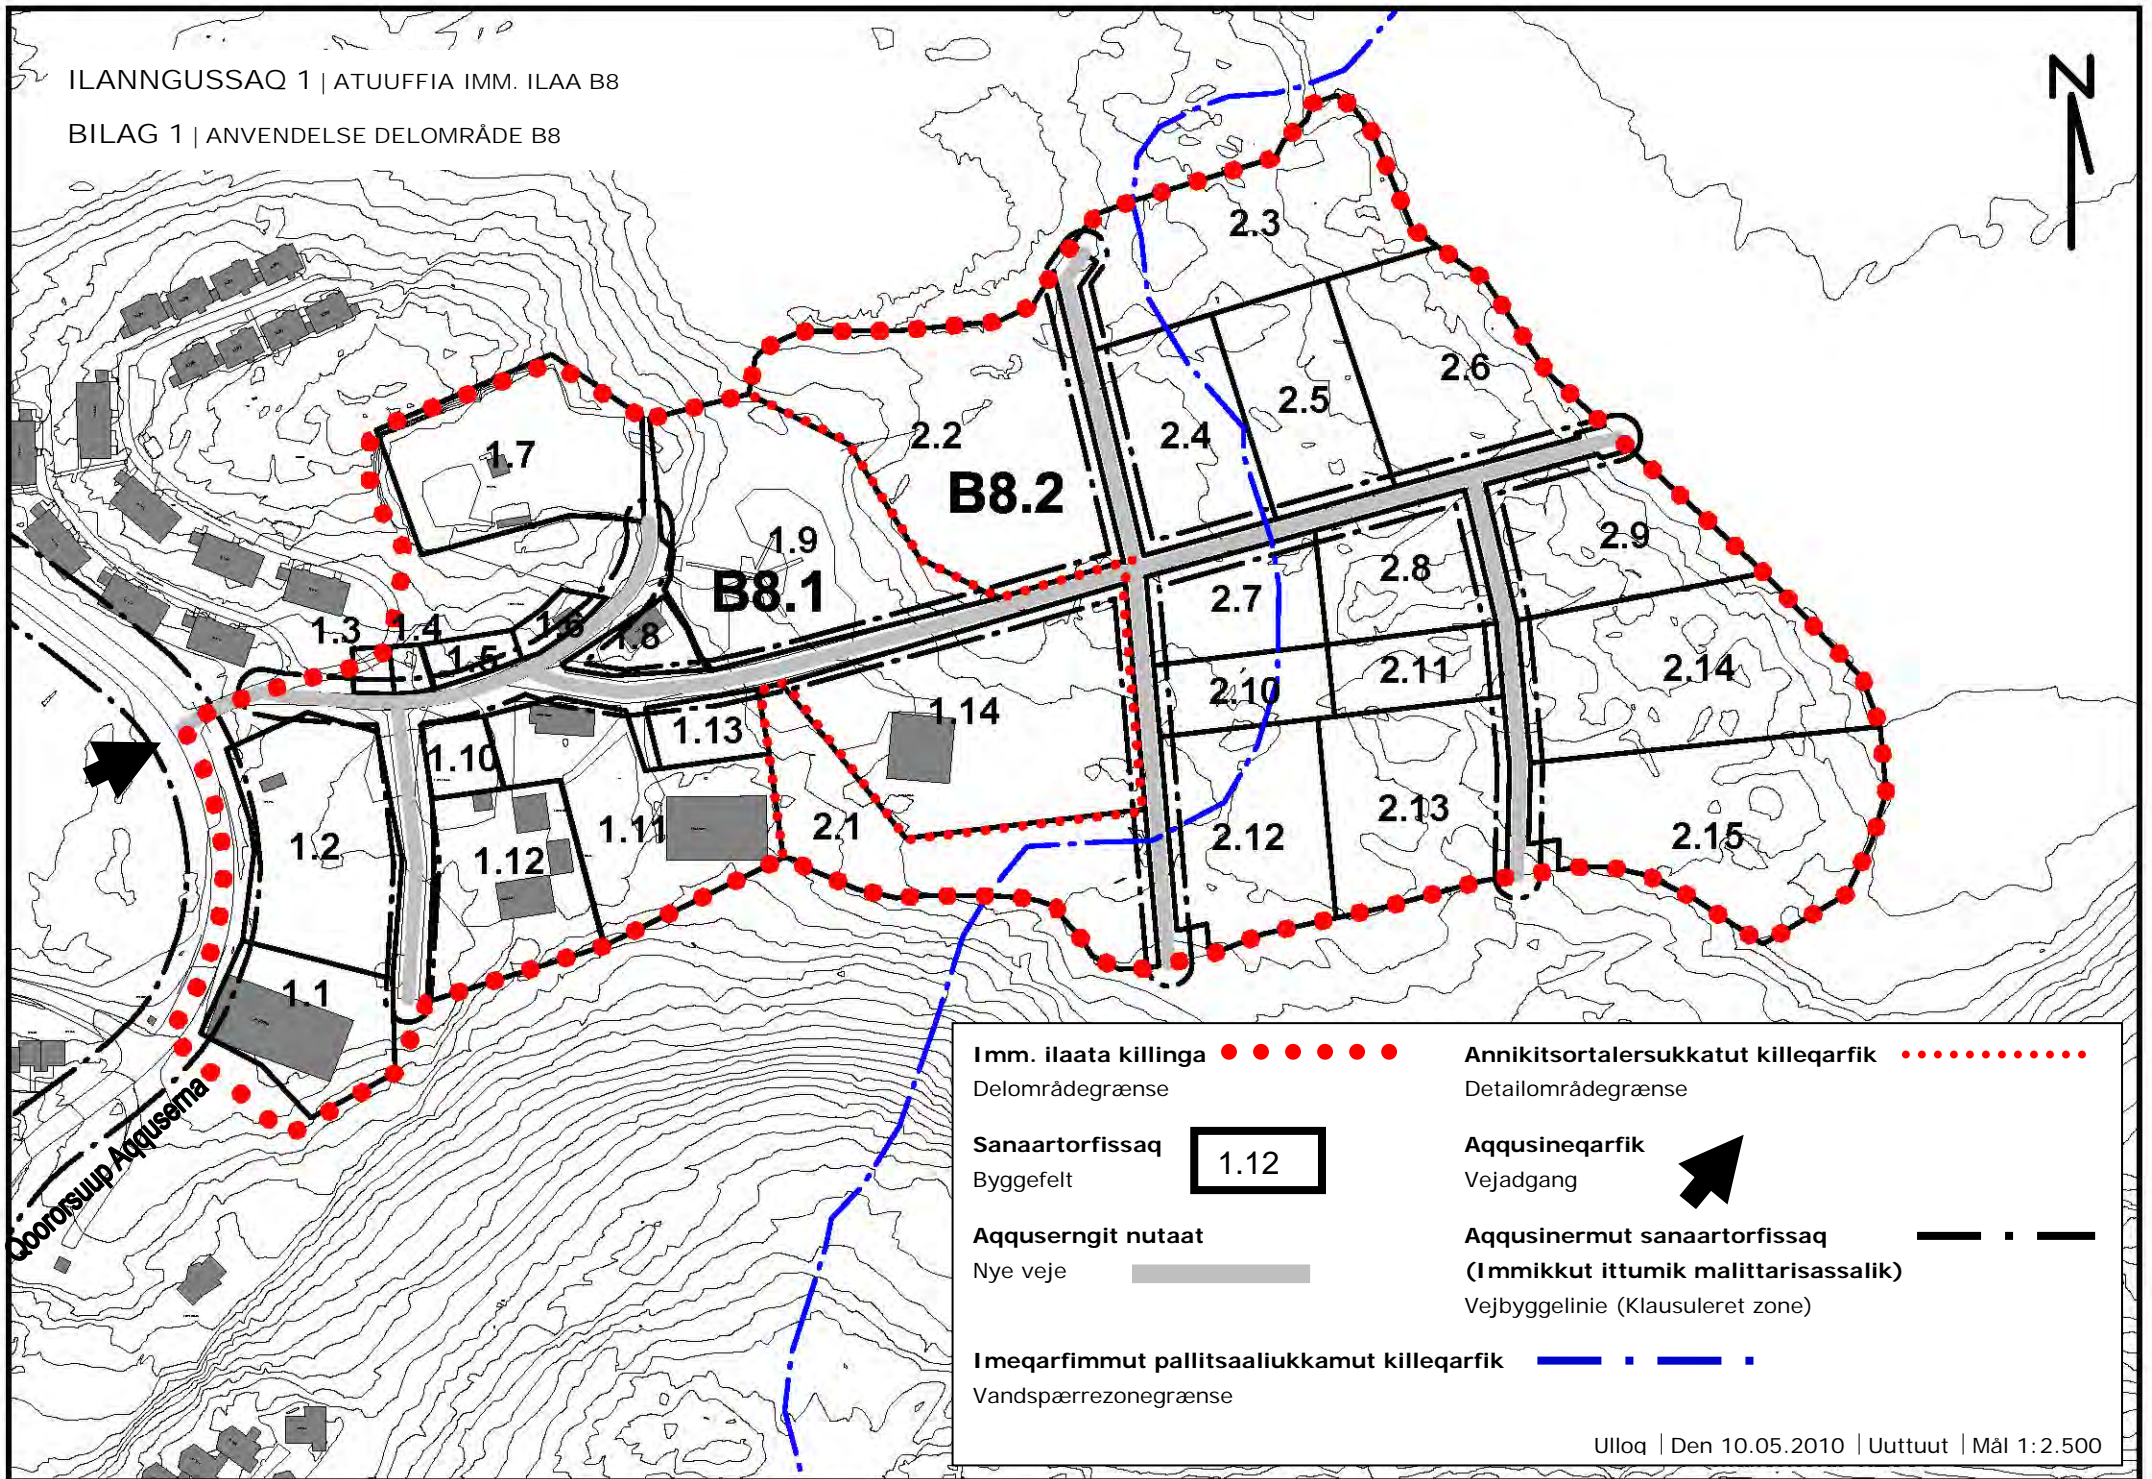 ILANNGUSSAQ 1 | ATUUFFIA IMM. ILAA B8
BILAG 1 | ANVENDELSE DELOMRÅDE B8
N
2.3
2.6
2.5
2.4
2.2
B8.2
1.7
1.9
B8.1
2.9
2.8
2.7
1.3
1.4
1.5
1.6
1.8
2.10
2.11
2.14
1.14
1.13
1.10
1.2
1.11
1.12
2.1
2.12
2.13
2.15
1.1
Qoororsuup Aqquserna
Imm. ilaata killinga
Delområdegrænse
Annikitsortalersukkatut killeqarfik
Detailområdegrænse
Sanaartorfissaq
Byggefelt
1.12
Aqqusineqarfik
Vejadgang
Aqquserngit nutaat
Nye veje
Aqqusinermut sanaartorfissaq
(Immikkut ittumik malittarisassalik)
Vejbyggelinie (Klausuleret zone)
Imeqarfimmut pallitsaaliukkamut killeqarfik
Vandspærrezonegrænse
Ulloq | Den 10.05.2010 | Uuttuut | Mål 1:2.500